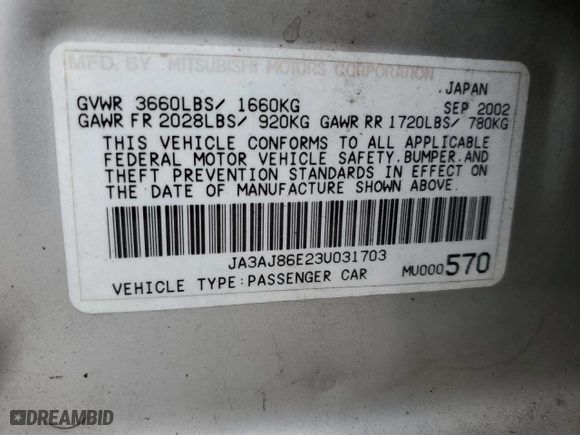 MFD. BY MITSUBISHI MOTORS CORPORATION
JAPAN
GVWR 3660LBS/ 1660KG SEP 2002
GAWR FR 2028LBS/ 920KG GAWR RR 1720LBS/ 780KG
THIS VEHICLE CONFORMS TO ALL APPLICABLE
FEDERAL MOTOR VEHICLE SAFETY.BUMPER.AND
THEFT PREVENTION STANDARDS IN EFFECT ON
THE DATE OF MANUFACTURE SHOWN ABOVE.
JA3AJ86E23U031703
VEHICLE TYPE:PASSENGER CAR MU000570
DREAMBID